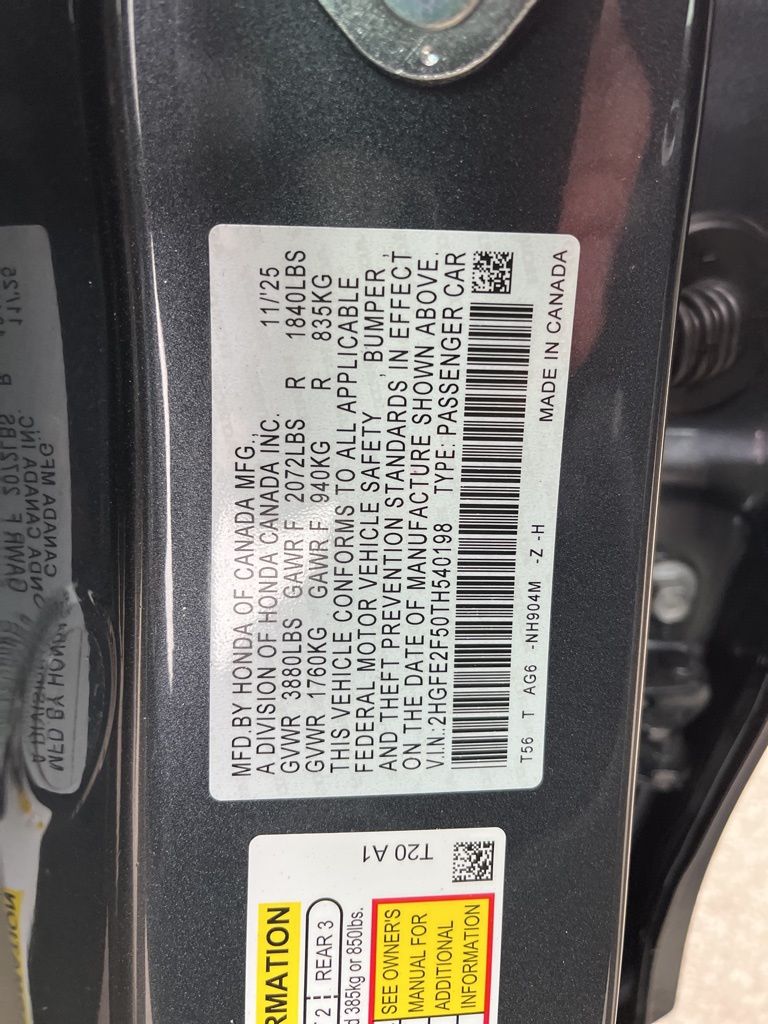 MFD.BY HONDA OF CANADA MFG.,
A DIVISION OF HONDA CANADA INC. 11/'25
GVWR 3880LBS GAWR F 2072LBS R 1840LBS
GVWR 1760KG GAWR F 940KG R 835KG
THIS VEHICLE CONFORMS TO ALL APPLICABLE
FEDERAL MOTOR VEHICLE SAFETY , BUMPER ,
AND THEFT PREVENTION STANDARDS IN EFFECT
ON THE DATE OF MANUFACTURE SHOWN ABOVE.
V.I.N.:2HGFE2F50TH540198 TYPE: PASSENGER CAR
T56 T AG6 -NH904M -Z -H
MADE IN CANADA
T20 A1
REAR 3
385kg or 850lbs.
SEE OWNER'S
MANUAL FOR
ADDITIONAL
INFORMATION